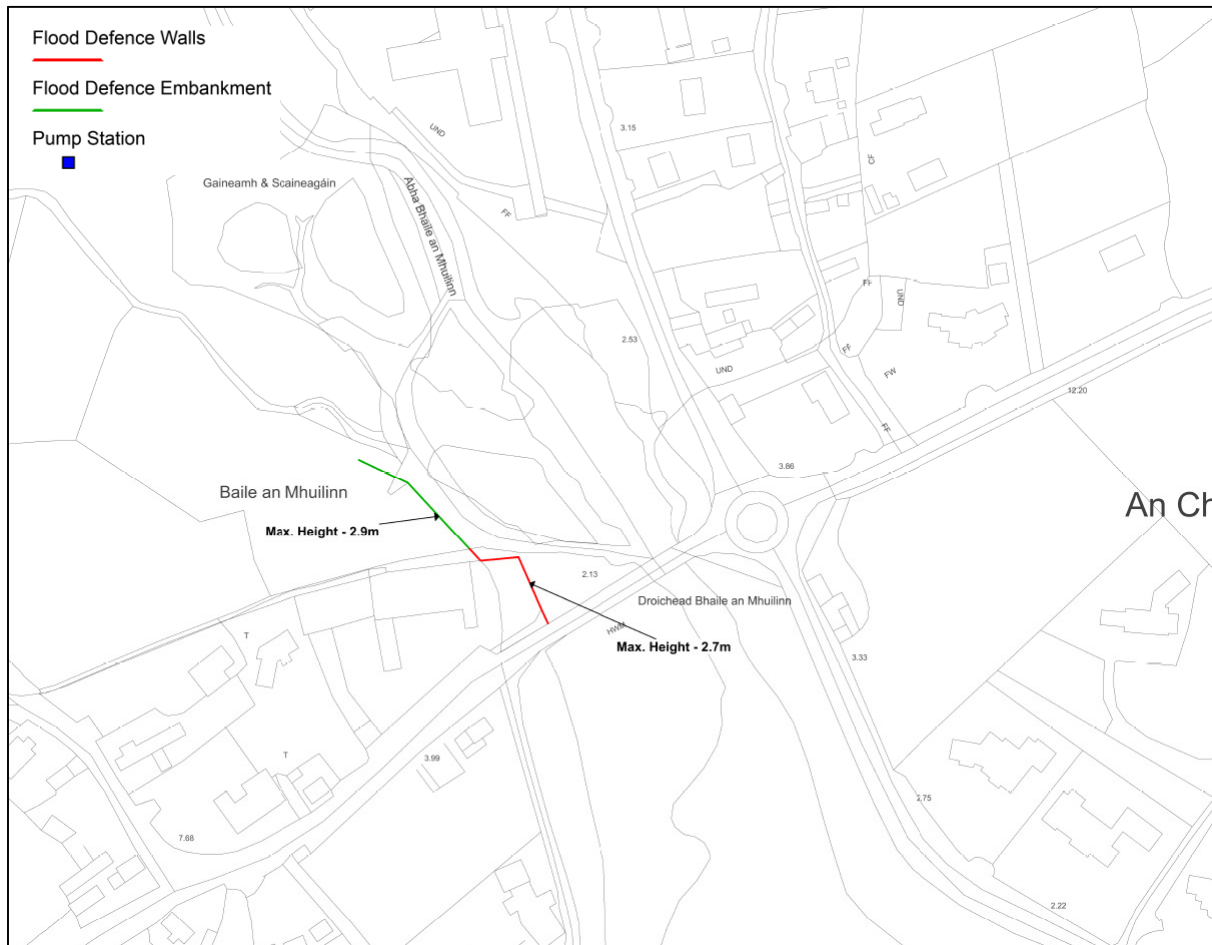 Flood Defence Walls
Flood Defence Embankment
Pump Station
UND
3.15
CF
Gaineamh & Scaineagáin
Abha Bhaile an Mhuilinn
FF
FF
UND
2.53
FF
UND
FW
12.20
FF
3.86
Baile an Mhuilinn
An Ch
Max. Height - 2.9m
2.13
Droichead Bhaile an Mhuilinn
HWM
T
Max. Height - 2.7m
3.33
T
3.99
2.75
7.68
2.22